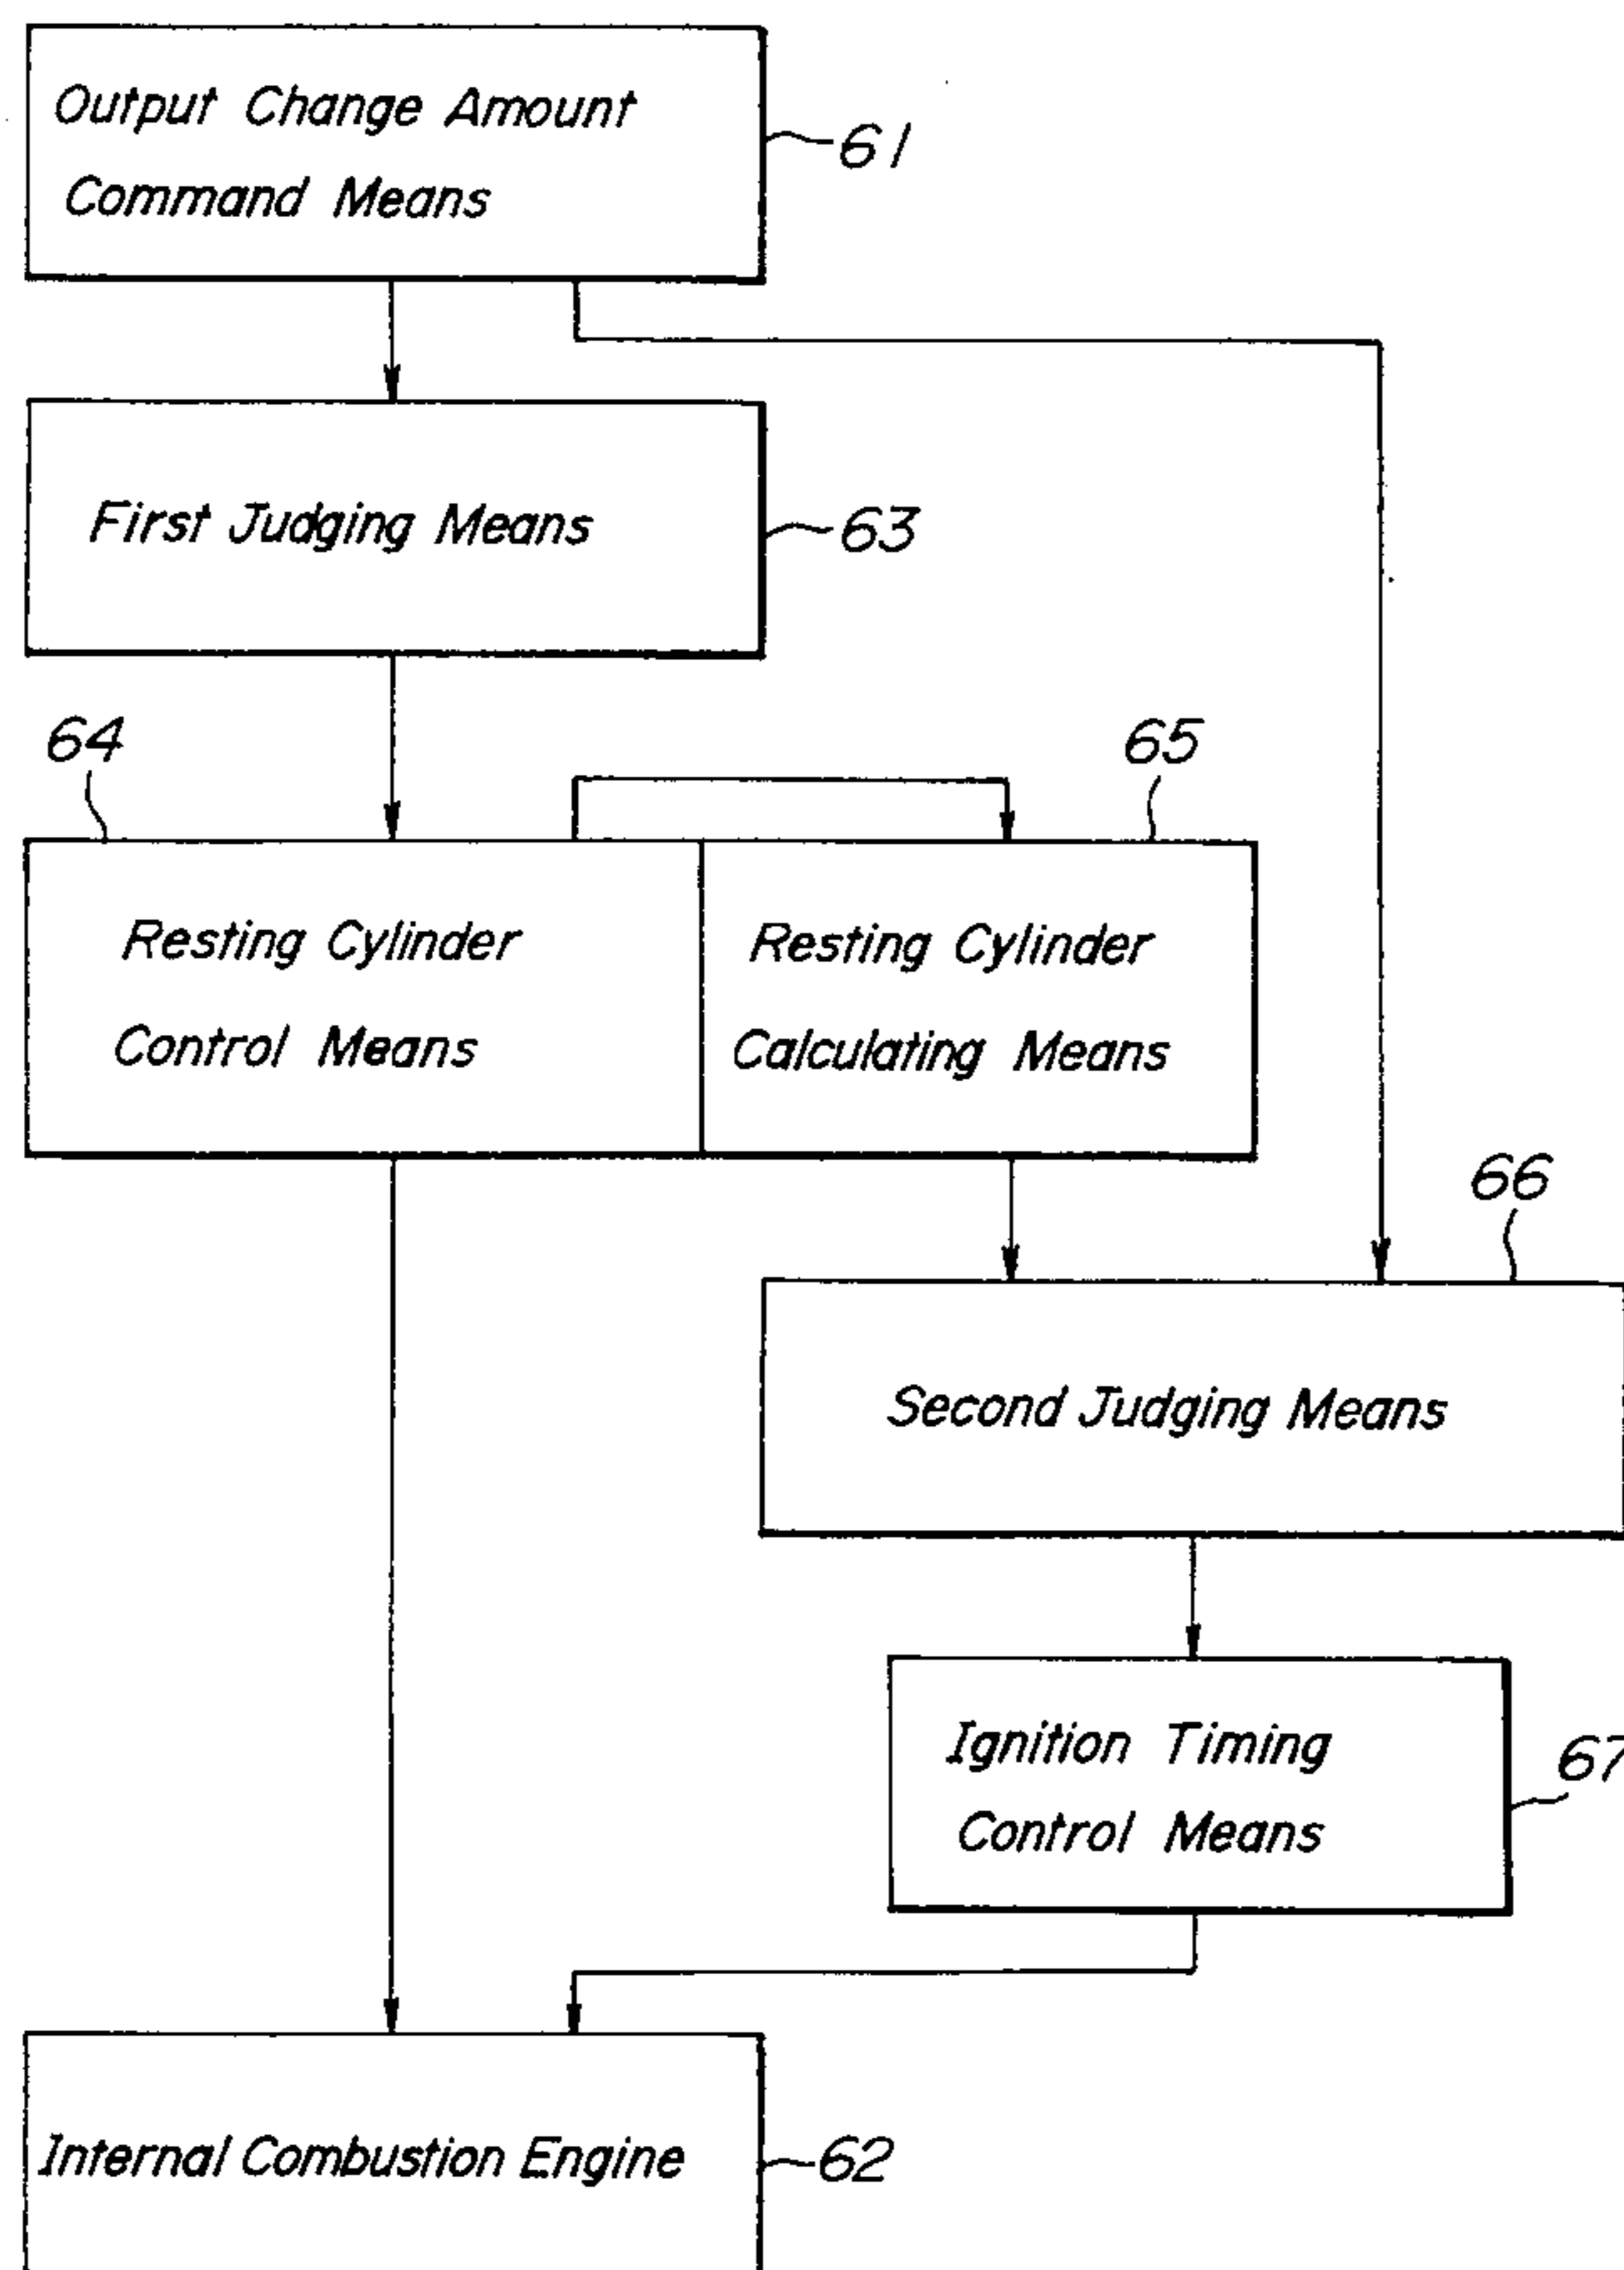 Output Change Amount
Command Means
61
First Judging Means
63
64
65
Resting Cylinder
Control Means
Resting Cylinder
Calculating Means
66
Second Judging Means
Ignition Timing
Control Means
67
Internal Combustion Engine
62